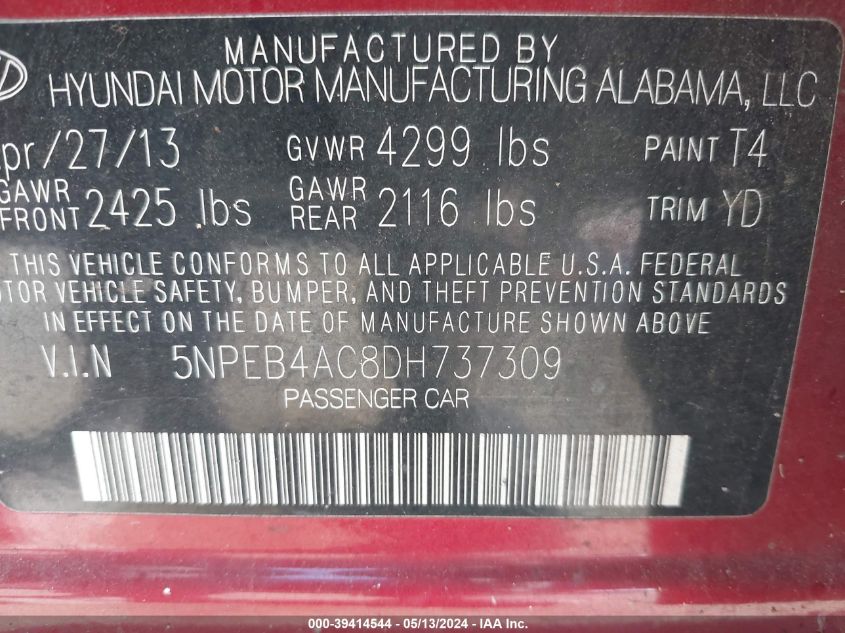 MANUFACTURED BY
HYUNDAI MOTOR MANUFACTURING ALABAMA, LLC
pr/27/13 GVWR 4299 lbs PAINT T4
GAWR FRONT 2425 lbs GAWR REAR 2116 lbs TRIM YD
THIS VEHICLE CONFORMS TO ALL APPLICABLE U.S.A. FEDERAL
TOR VEHICLE SAFETY, BUMPER, AND THEFT PREVENTION STANDARDS
IN EFFECT ON THE DATE OF MANUFACTURE SHOWN ABOVE
V.I.N 5NPEB4AC8DH737309
PASSENGER CAR
000-39414544 - 05/13/2024 - IAA Inc.